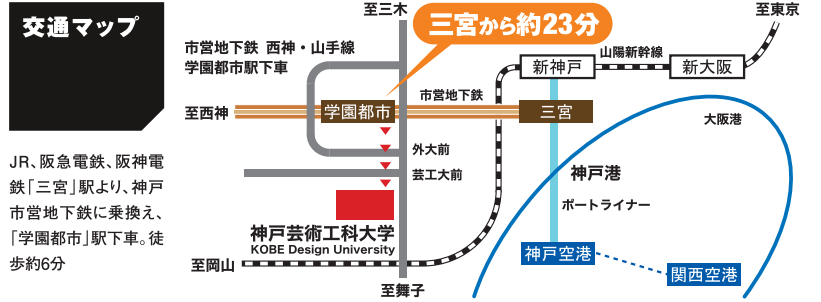 交通マップ
JR、阪急電鉄、阪神電
鉄「三宮」駅より、神戸
市営地下鉄に乗換え、
「学園都市」駅下車。徒
歩約6分
至三木
三宮から約23分
至東京
市営地下鉄 西神・山手線
学園都市駅下車
山陽新幹線
新神戸
新大阪
市営地下鉄
至西神
学園都市
三宮
大阪港
外大前
芸工大前
神戸港
ポートライナー
神戸芸術工科大学
KOBE Design University
神戸空港
至岡山
関西空港
至舞子